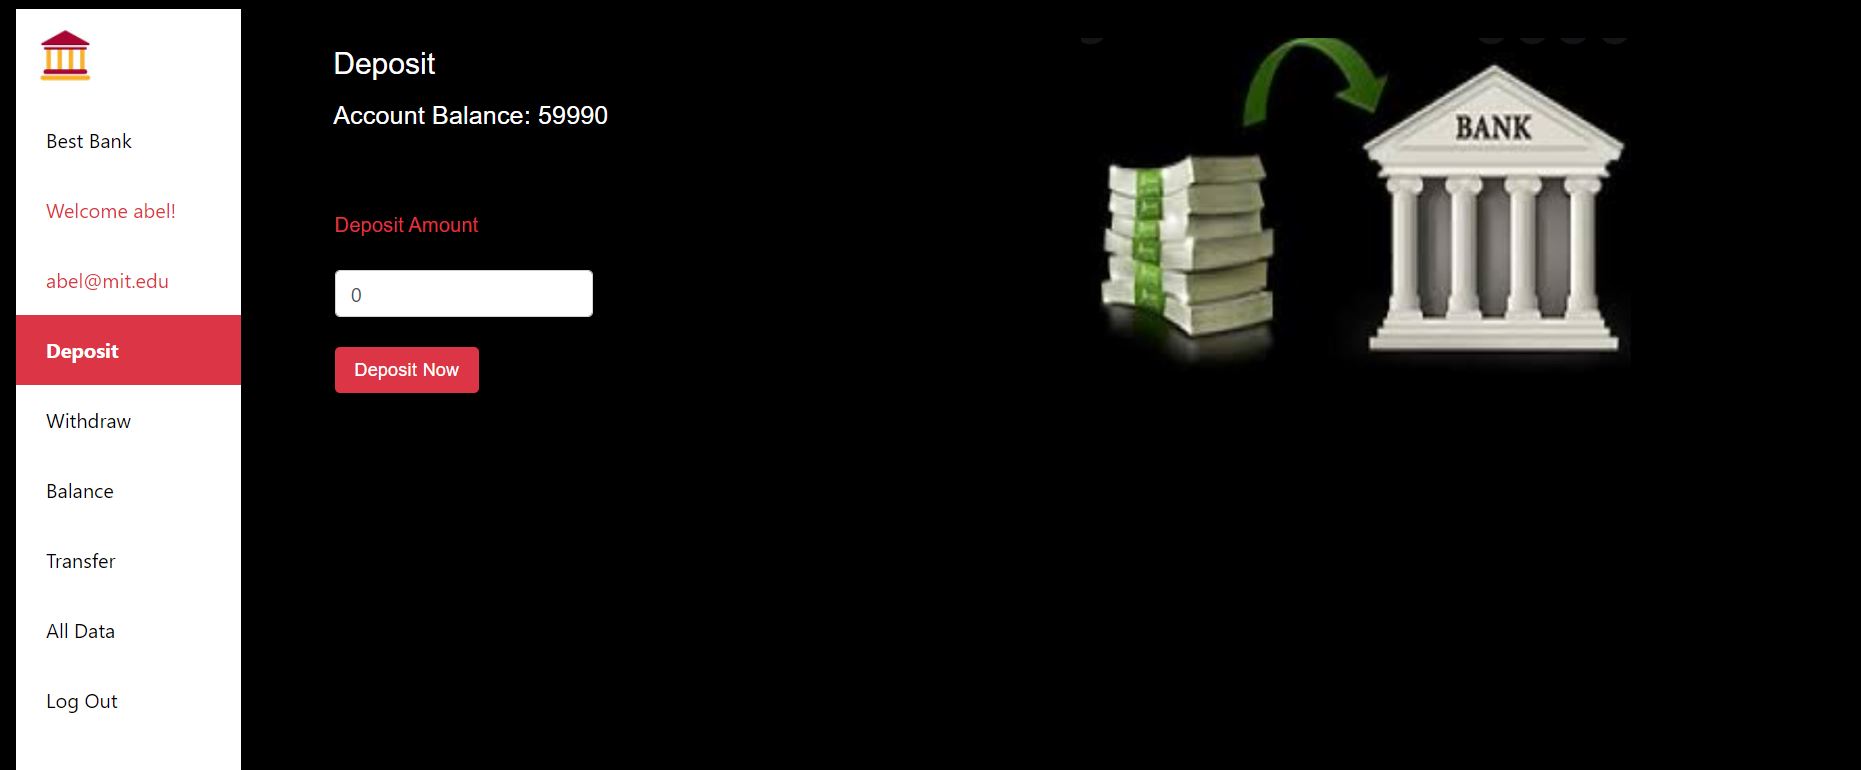 Best Bank
Welcome abel!
abel@mit.edu
Deposit
Withdraw
Balance
Transfer
All Data
Log Out
Deposit
Account Balance: 59990
Deposit Amount
0
Deposit Now
BANK